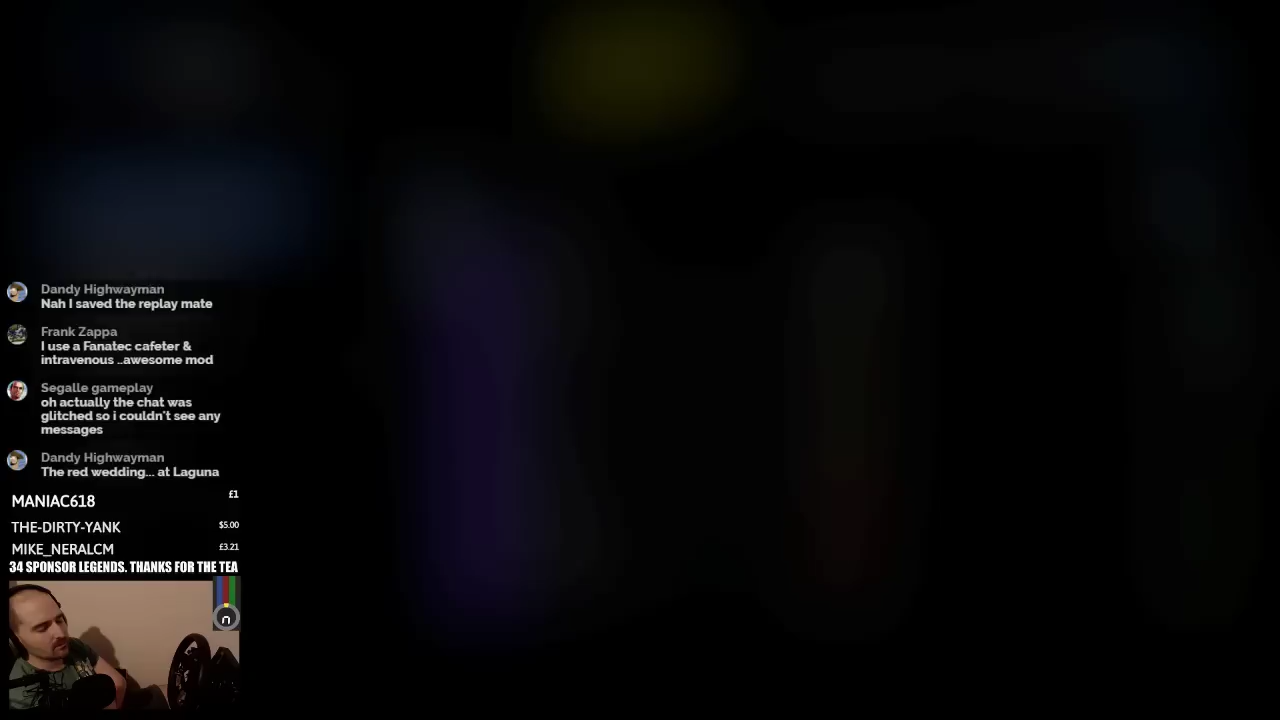 Dandy Highwayman
Nah I saved the replay mate
Frank Zappa
I use a Fanatec cafeter &
intravenous ..awesome mod
Segalle gameplay
oh actually the chat was
glitched so i couldn't see any
messages
Dandy Highwayman
The red wedding... at Laguna
MANIAC618 £1
THE-DIRTY-YANK $5.00
MIKE_NERALCM £3.21
34 SPONSOR LEGENDS. THANKS FOR THE TEA